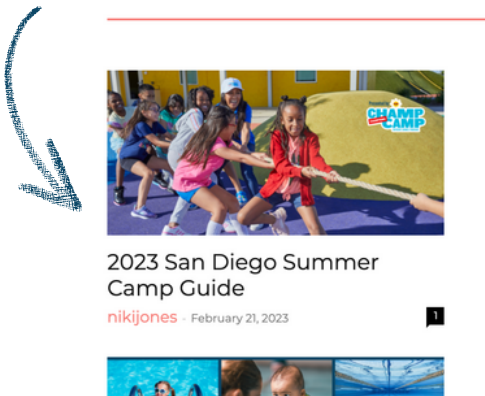 CHAMP
CAMP
2023 San Diego Summer
Camp Guide
nikijones - February 21, 2023
1